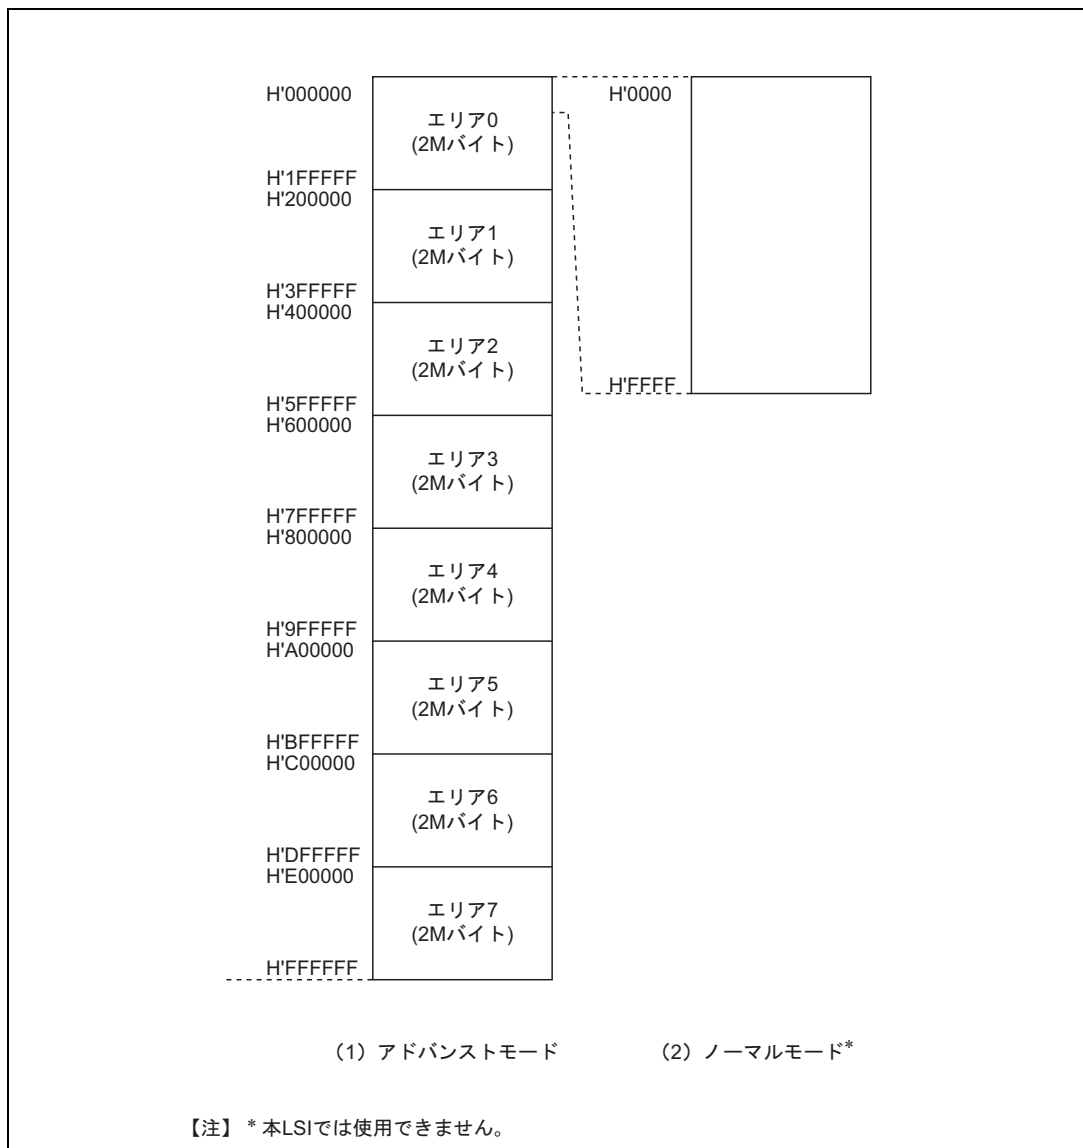 H'000000
エリア0
(2Mバイト)
H'1FFFFF
H'200000
エリア1
(2Mバイト)
H'3FFFFF
H'400000
エリア2
(2Mバイト)
H'5FFFFF
H'600000
エリア3
(2Mバイト)
H'7FFFFF
H'800000
エリア4
(2Mバイト)
H'9FFFFF
H'A00000
エリア5
(2Mバイト)
H'BFFFFF
H'C00000
エリア6
(2Mバイト)
H'DFFFFF
H'E00000
エリア7
(2Mバイト)
H'FFFFFF
H'0000
H'FFFF
（1）アドバンストモード
（2）ノーマルモード*
【注】 * 本LSIでは使用できません。